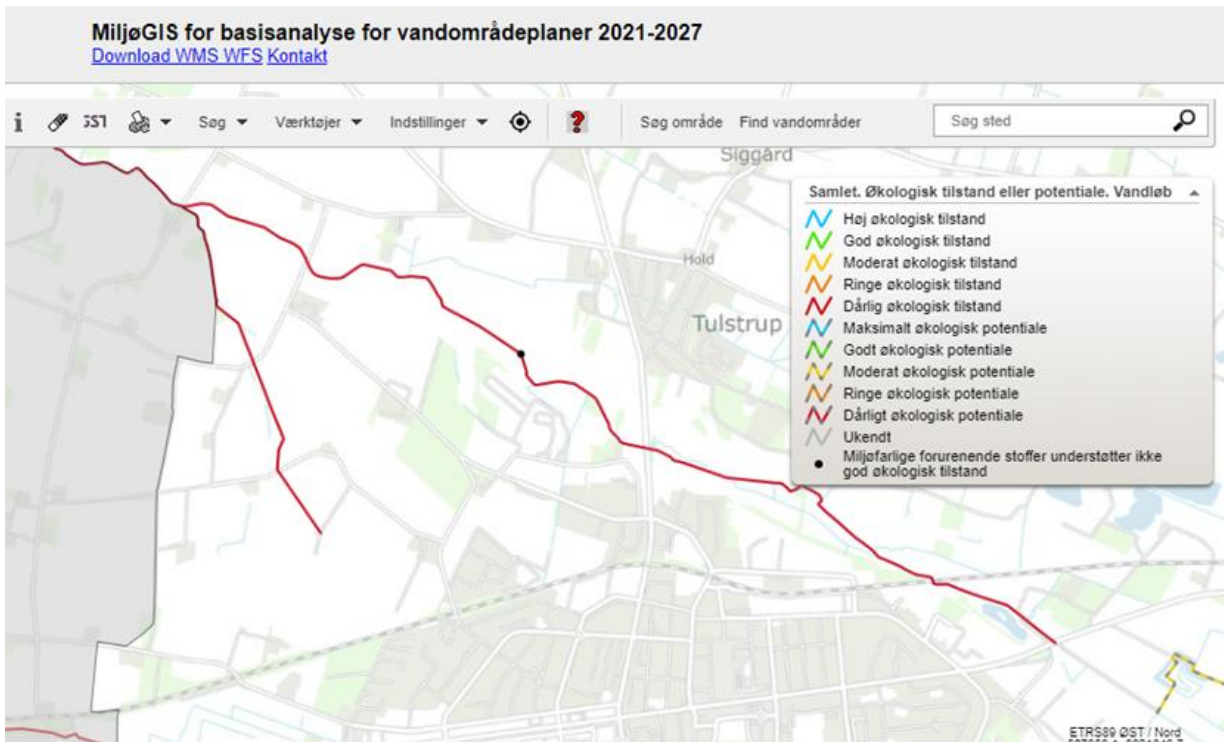 MiljøGIS for basisanalyse for vandområdeplaner 2021-2027
Download WMS WFS Kontakt
Søg Værktøjer Indstillinger Søg område Find vandområder Søg sted
Siggård
Hold
Tulstrup
Samlet. Økologisk tilstand eller potentiale. Vandløb
Høj økologisk tilstand
God økologisk tilstand
Moderat økologisk tilstand
Ringe økologisk tilstand
Dårlig økologisk tilstand
Maksimalt økologisk potentiale
Godt økologisk potentiale
Moderat økologisk potentiale
Ringe økologisk potentiale
Dårligt økologisk potentiale
Ukendt
Miljøfarlige forurenende stoffer understøtter ikke
god økologisk tilstand
ETRS89 ØST / Nord